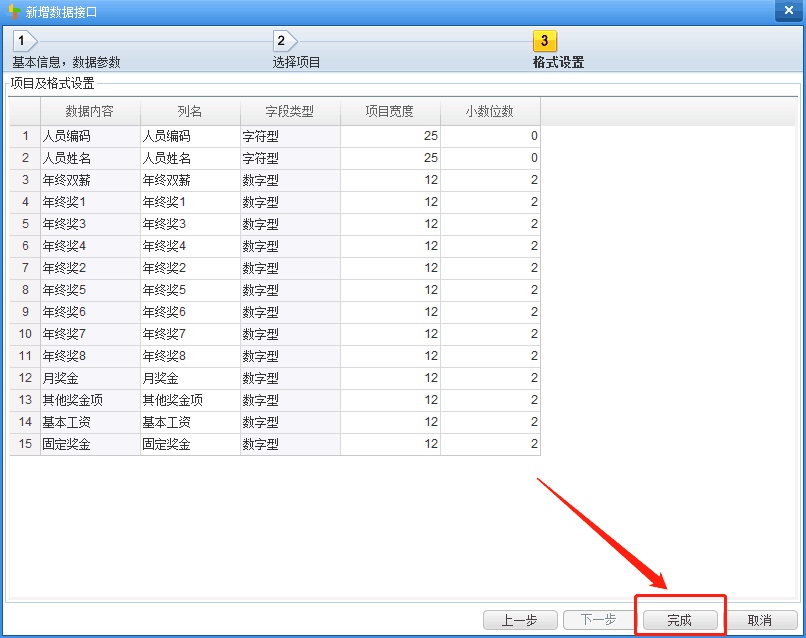 新增数据接口
1 2 3
基本信息，数据参数 选择项目 格式设置
项目及格式设置
数据内容 列名 字段类型 项目宽度 小数位数
1 人员编码 人员编码 字符型 25 0
2 人员姓名 人员姓名 字符型 25 0
3 年终双薪 年终双薪 数字型 12 2
4 年终奖1 年终奖1 数字型 12 2
5 年终奖3 年终奖3 数字型 12 2
6 年终奖4 年终奖4 数字型 12 2
7 年终奖2 年终奖2 数字型 12 2
8 年终奖5 年终奖5 数字型 12 2
9 年终奖6 年终奖6 数字型 12 2
10 年终奖7 年终奖7 数字型 12 2
11 年终奖8 年终奖8 数字型 12 2
12 月奖金 月奖金 数字型 12 2
13 其他奖金项 其他奖金项 数字型 12 2
14 基本工资 基本工资 数字型 12 2
15 固定奖金 固定奖金 数字型 12 2
上一步 下一步 完成 取消